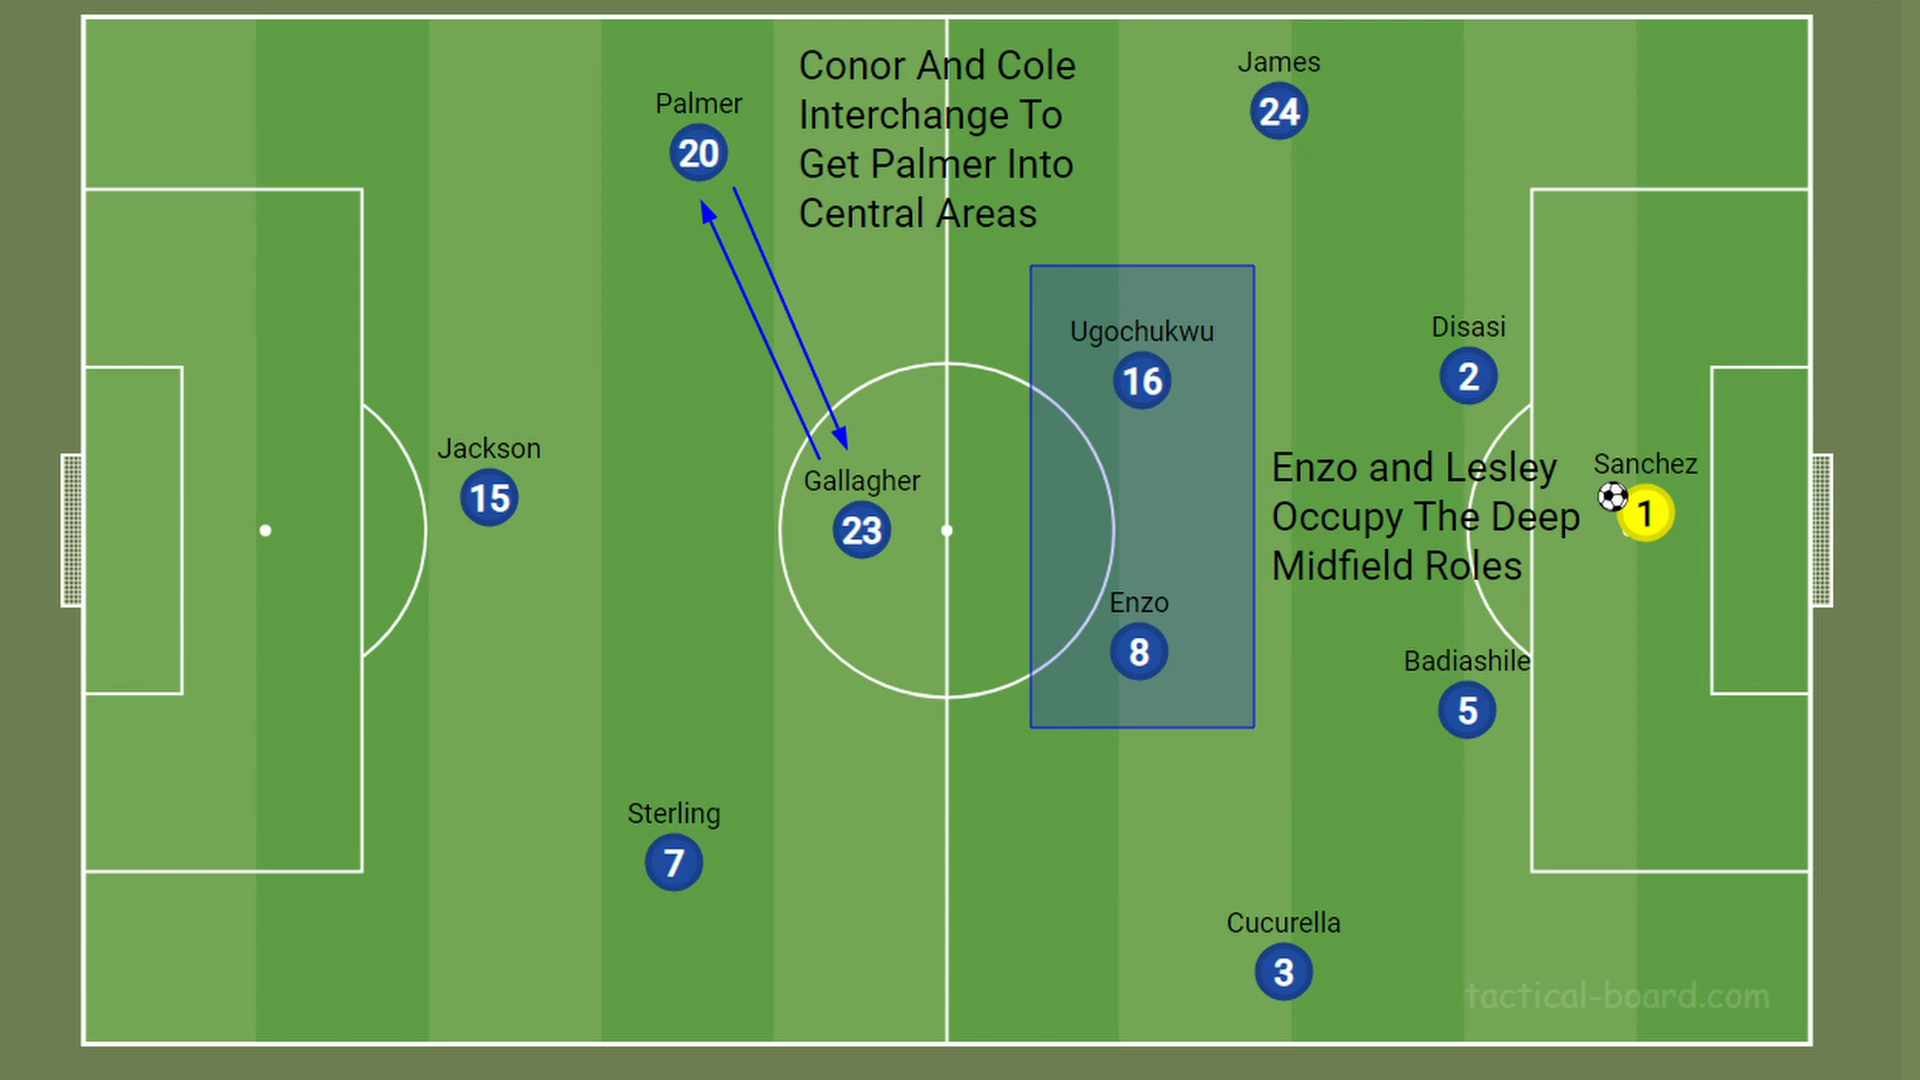 Conor And Cole
Interchange To
Get Palmer Into
Central Areas
James
24
Palmer
20
Ugochukwu
16
Disasi
2
Jackson
15
Gallagher
23
Enzo and Lesley
Occupy The Deep
Midfield Roles
Sanchez
1
Enzo
8
Badiashile
5
Sterling
7
Cucurella
3
tactical-board.com